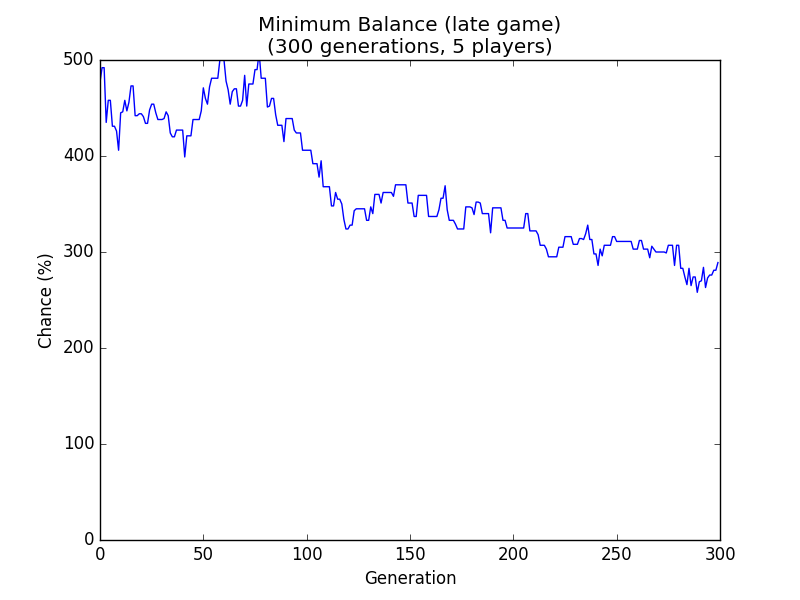 Minimum Balance (late game)
(300 generations, 5 players)
500
400
300
200
100
0
Chance (%)
0 50 100 150 200 250 300
Generation